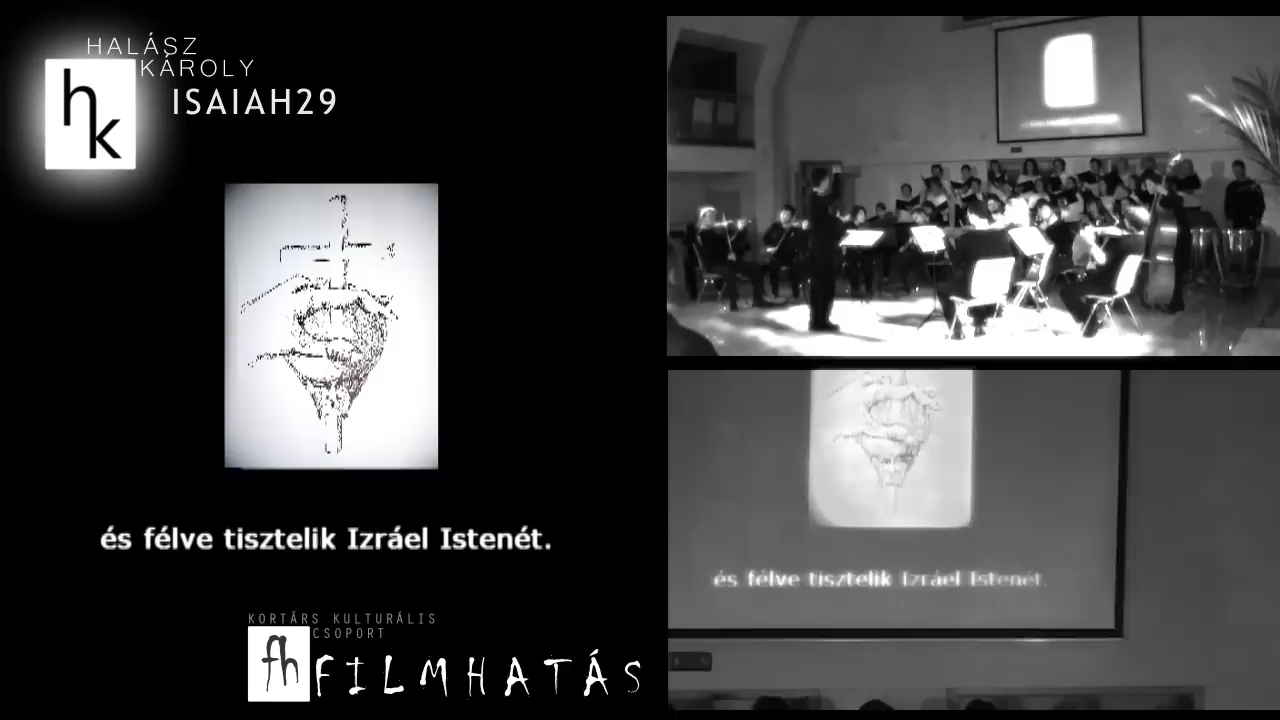 HALÁSZ
KÁROLY
hk
ISAIAH29
és félve tisztelik Izráel Istenét.
KORTÁRS KULTURÁLIS
CSOPORT
fh
FILMHATÁS
és félve tisztelik Izráel Istenét.